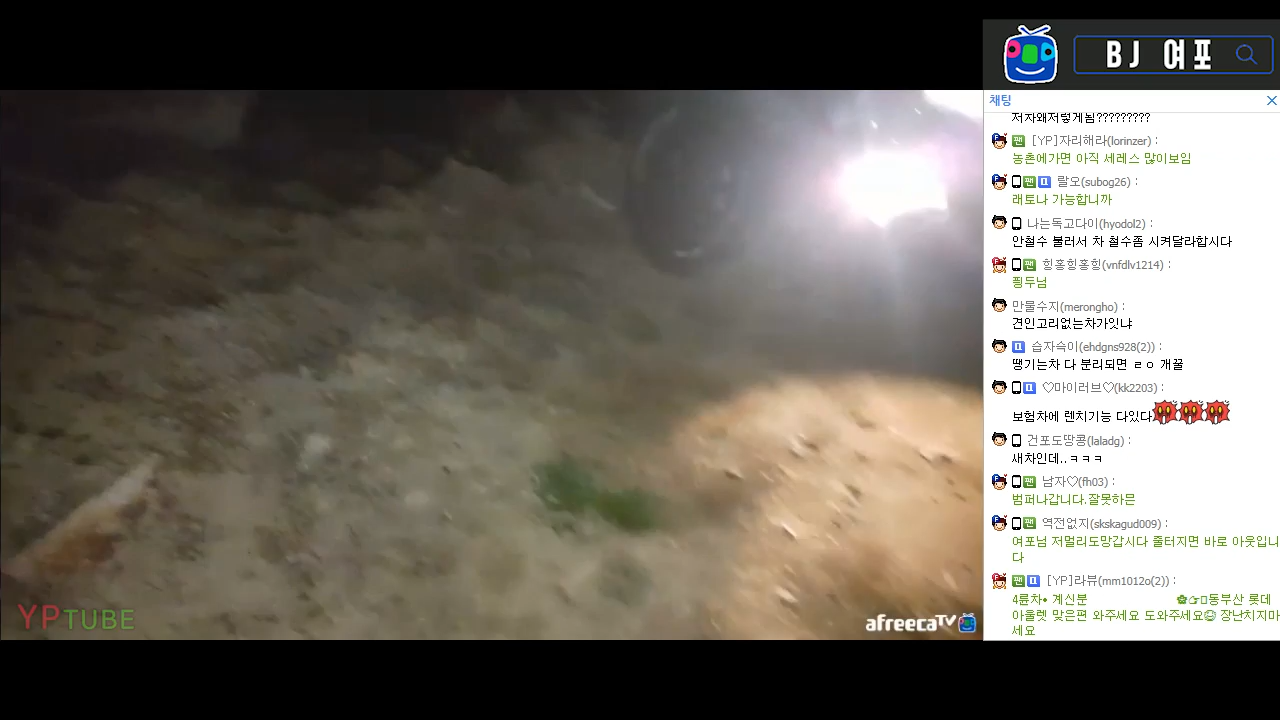 BJ 여포
채팅
저차왜저렇게됨?????????
[YP]자리해라(lorinzer) :
농촌에가면 아직 세레스 많이보임
랄오(subog26) :
래토나 가능합니까
나는독고다이(hyodol2) :
안철수 불러서 차 철수좀 시켜달라합시다
힝홍힝홍힝(vnfdlv1214) :
푕두님
만물수지(merongho) :
견인고리없는차가잇냐
습자속이(ehdgns928(2)) :
땡기는차 다 분리되면 ㄹㅇ 개꿀
♡마이러브♡(kk2203) :
보험차에 렌치기능 다있다
건포도땅콩(laladg) :
새차인데..ㅋㅋㅋ
남자♡(fh03) :
범퍼나갑니다.잘못하믄
역전없지(skskagud009) :
여포님 저멀리도망갑시다 줄터지면 바로 아웃입니
다
[YP]라뷰(mm1012o(2)) :
4륜차• 계신분 ✿☞동부산 롯데
아울렛 맞은편 와주세요 도와주세요 장난치지마
세요
YPTUBE
afreecaTV